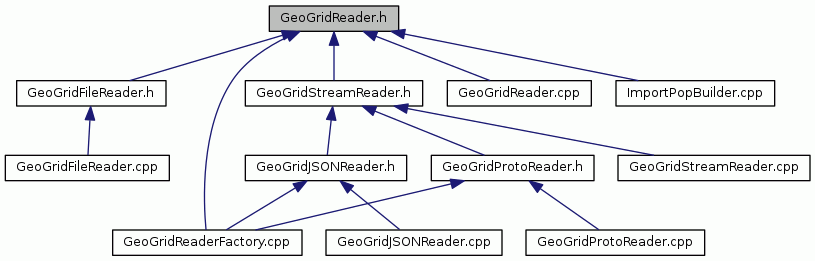 GeoGridReader.h
GeoGridFileReader.h
GeoGridStreamReader.h
GeoGridReader.cpp
ImportPopBuilder.cpp
GeoGridFileReader.cpp
GeoGridJSONReader.h
GeoGridProtoReader.h
GeoGridStreamReader.cpp
GeoGridReaderFactory.cpp
GeoGridJSONReader.cpp
GeoGridProtoReader.cpp